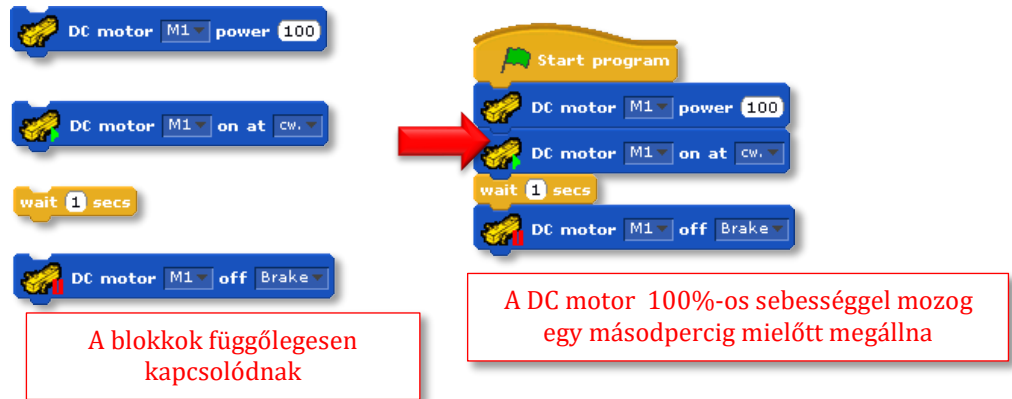 DC motor M1 power 100
DC motor M1 on at cw.
wait 1 secs
DC motor M1 off Brake
A blokkok függőlegesen
kapcsolódnak
Start program
DC motor M1 power 100
DC motor M1 on at cw.
wait 1 secs
DC motor M1 off Brake
A DC motor 100%-os sebességgel mozog
egy másodpercig mielőtt megállna